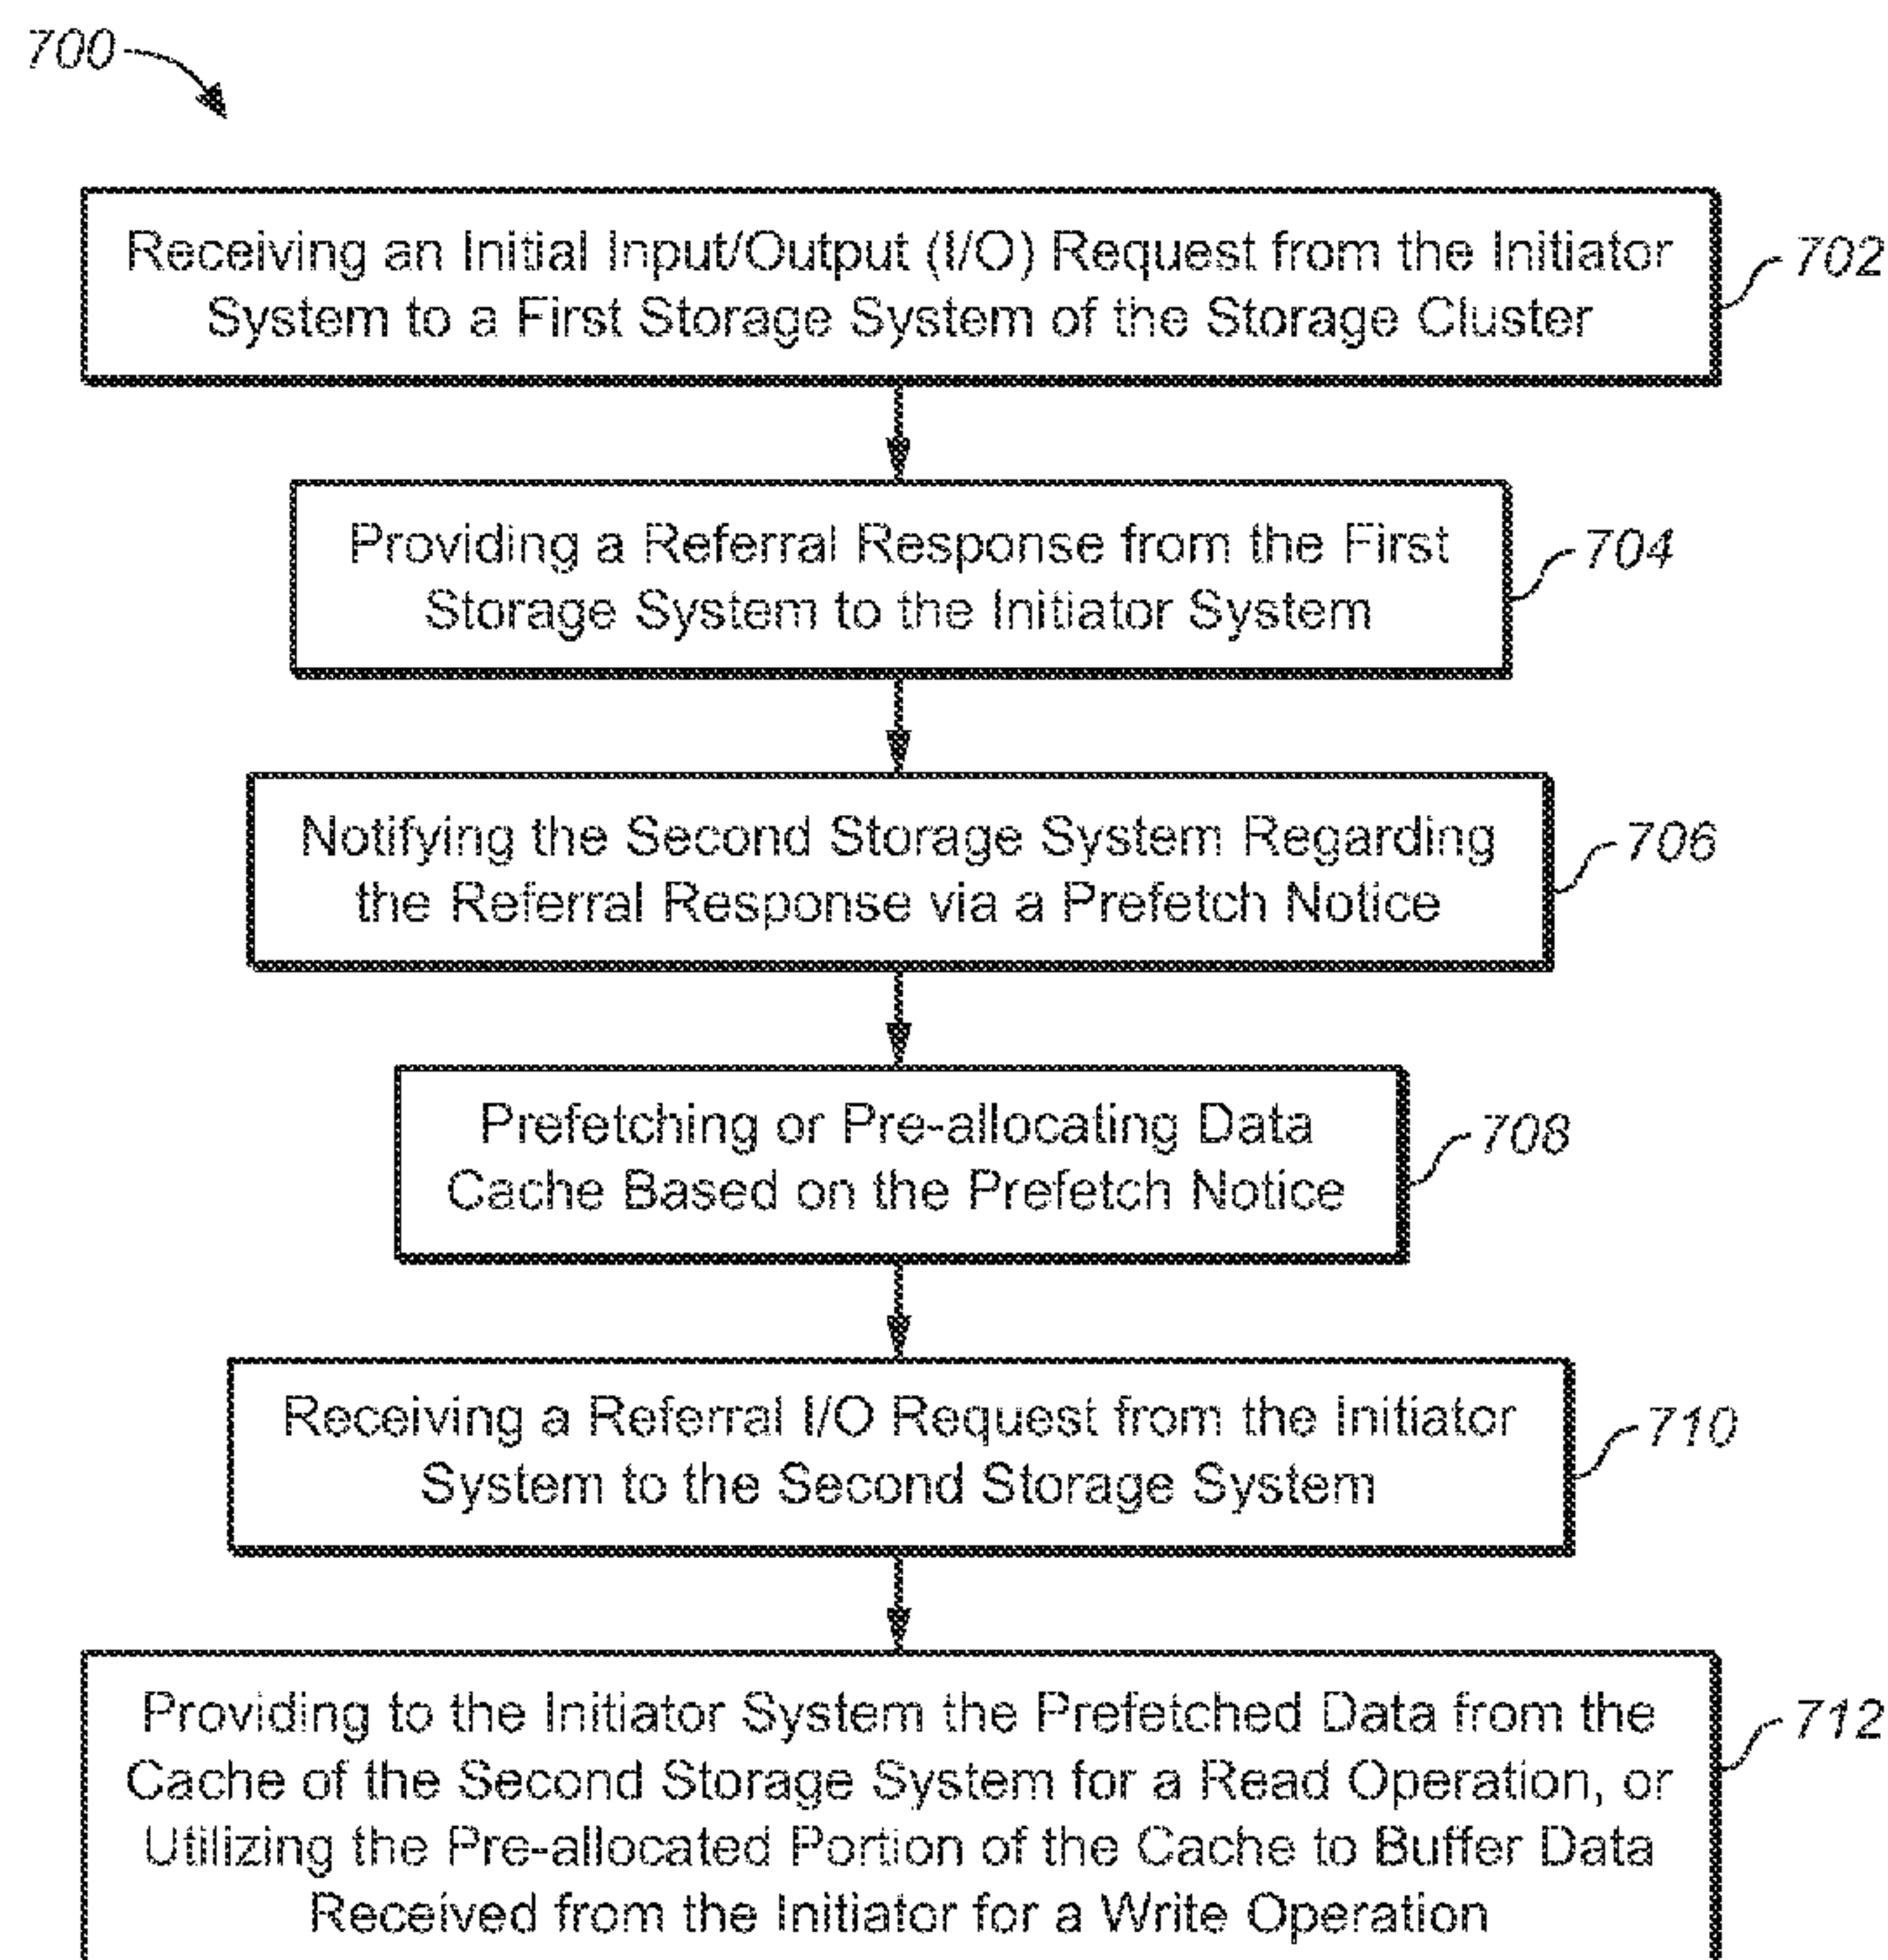 700
Receiving an Initial Input/Output (I/O) Request from the Initiator
System to a First Storage System of the Storage Cluster
702
Providing a Referral Response from the First
Storage System to the Initiator System
704
Notifying the Second Storage System Regarding
the Referral Response via a Prefetch Notice
706
Prefetching or Pre-allocating Data
Cache Based on the Prefetch Notice
708
Receiving a Referral I/O Request from the Initiator
System to the Second Storage System
710
Providing to the Initiator System the Prefetched Data from the
Cache of the Second Storage System for a Read Operation, or
Utilizing the Pre-allocated Portion of the Cache to Buffer Data
Received from the Initiator for a Write Operation
712